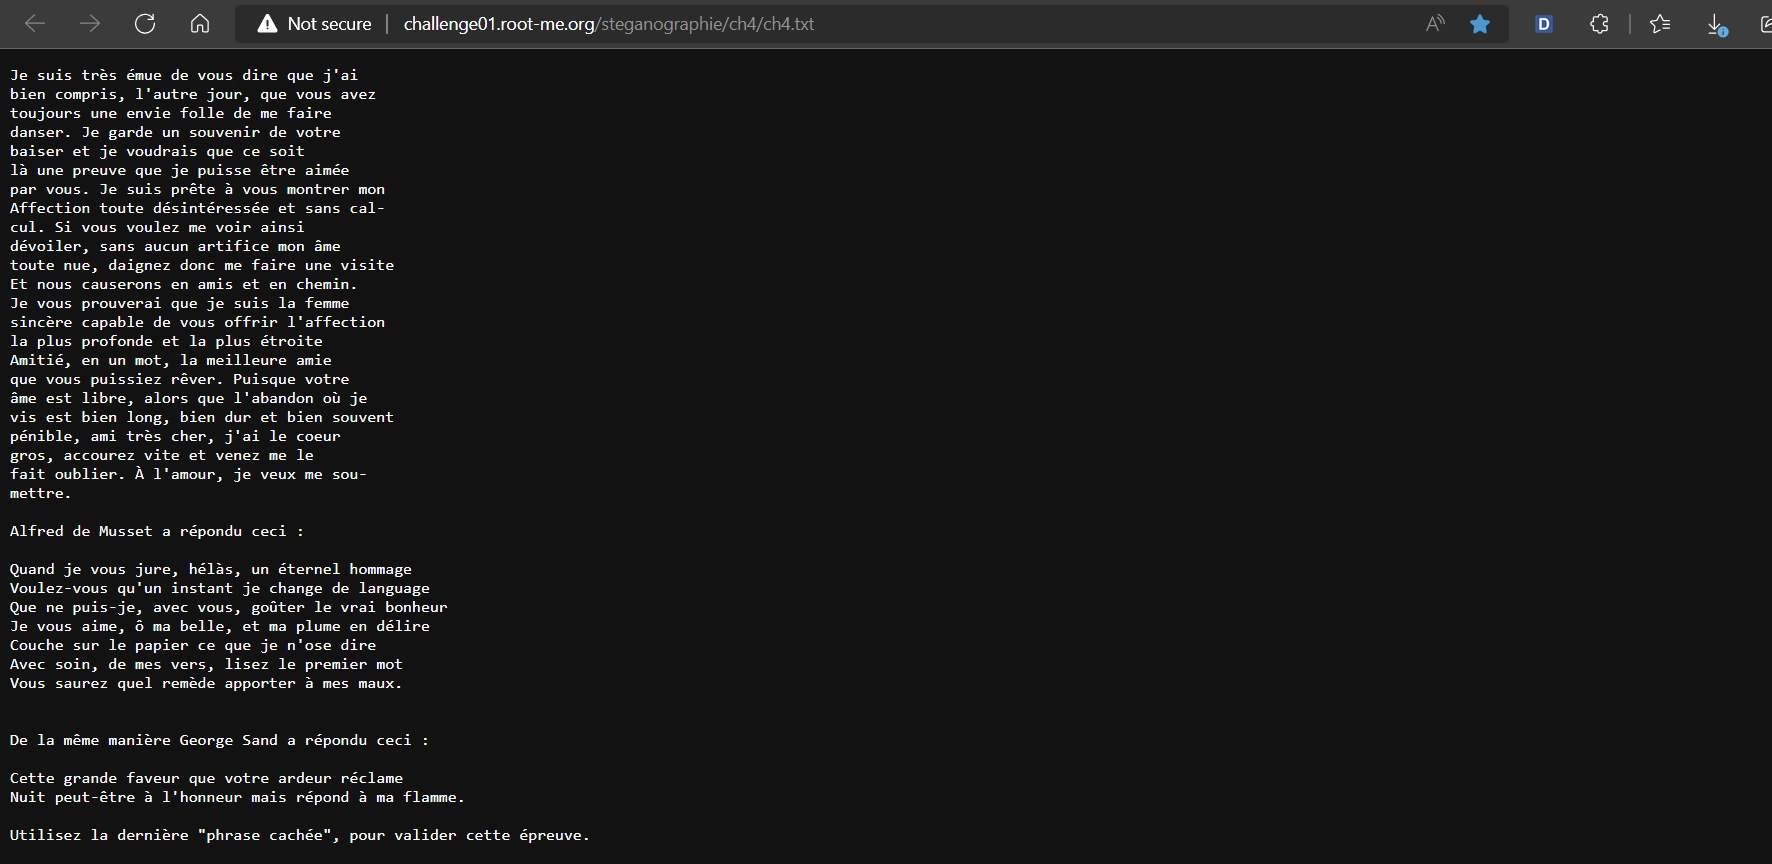 Not secure
challenge01.root-me.org/steganographie/ch4/ch4.txt
Je suis très émue de vous dire que j'ai
bien compris, l'autre jour, que vous avez
toujours une envie folle de me faire
danser. Je garde un souvenir de votre
baiser et je voudrais que ce soit
là une preuve que je puisse être aimée
par vous. Je suis prête à vous montrer mon
Affection toute désintéressée et sans cal-
cul. Si vous voulez me voir ainsi
dévoiler, sans aucun artifice mon âme
toute nue, daignez donc me faire une visite
Et nous causerons en amis et en chemin.
Je vous prouverai que je suis la femme
sincère capable de vous offrir l'affection
la plus profonde et la plus étroite
Amitié, en un mot, la meilleure amie
que vous puissiez rêver. Puisque votre
âme est libre, alors que l'abandon où je
vis est bien long, bien dur et bien souvent
pénible, ami très cher, j'ai le coeur
gros, accourez vite et venez me le
fait oublier. À l'amour, je veux me sou-
mettre.
Alfred de Musset a répondu ceci :
Quand je vous jure, hélàs, un éternel hommage
Voulez-vous qu'un instant je change de language
Que ne puis-je, avec vous, goûter le vrai bonheur
Je vous aime, ô ma belle, et ma plume en délire
Couche sur le papier ce que je n'ose dire
Avec soin, de mes vers, lisez le premier mot
Vous saurez quel remède apporter à mes maux.
De la même manière George Sand a répondu ceci :
Cette grande faveur que votre ardeur réclame
Nuit peut-être à l'honneur mais répond à ma flamme.
Utilisez la dernière "phrase cachée", pour valider cette épreuve.